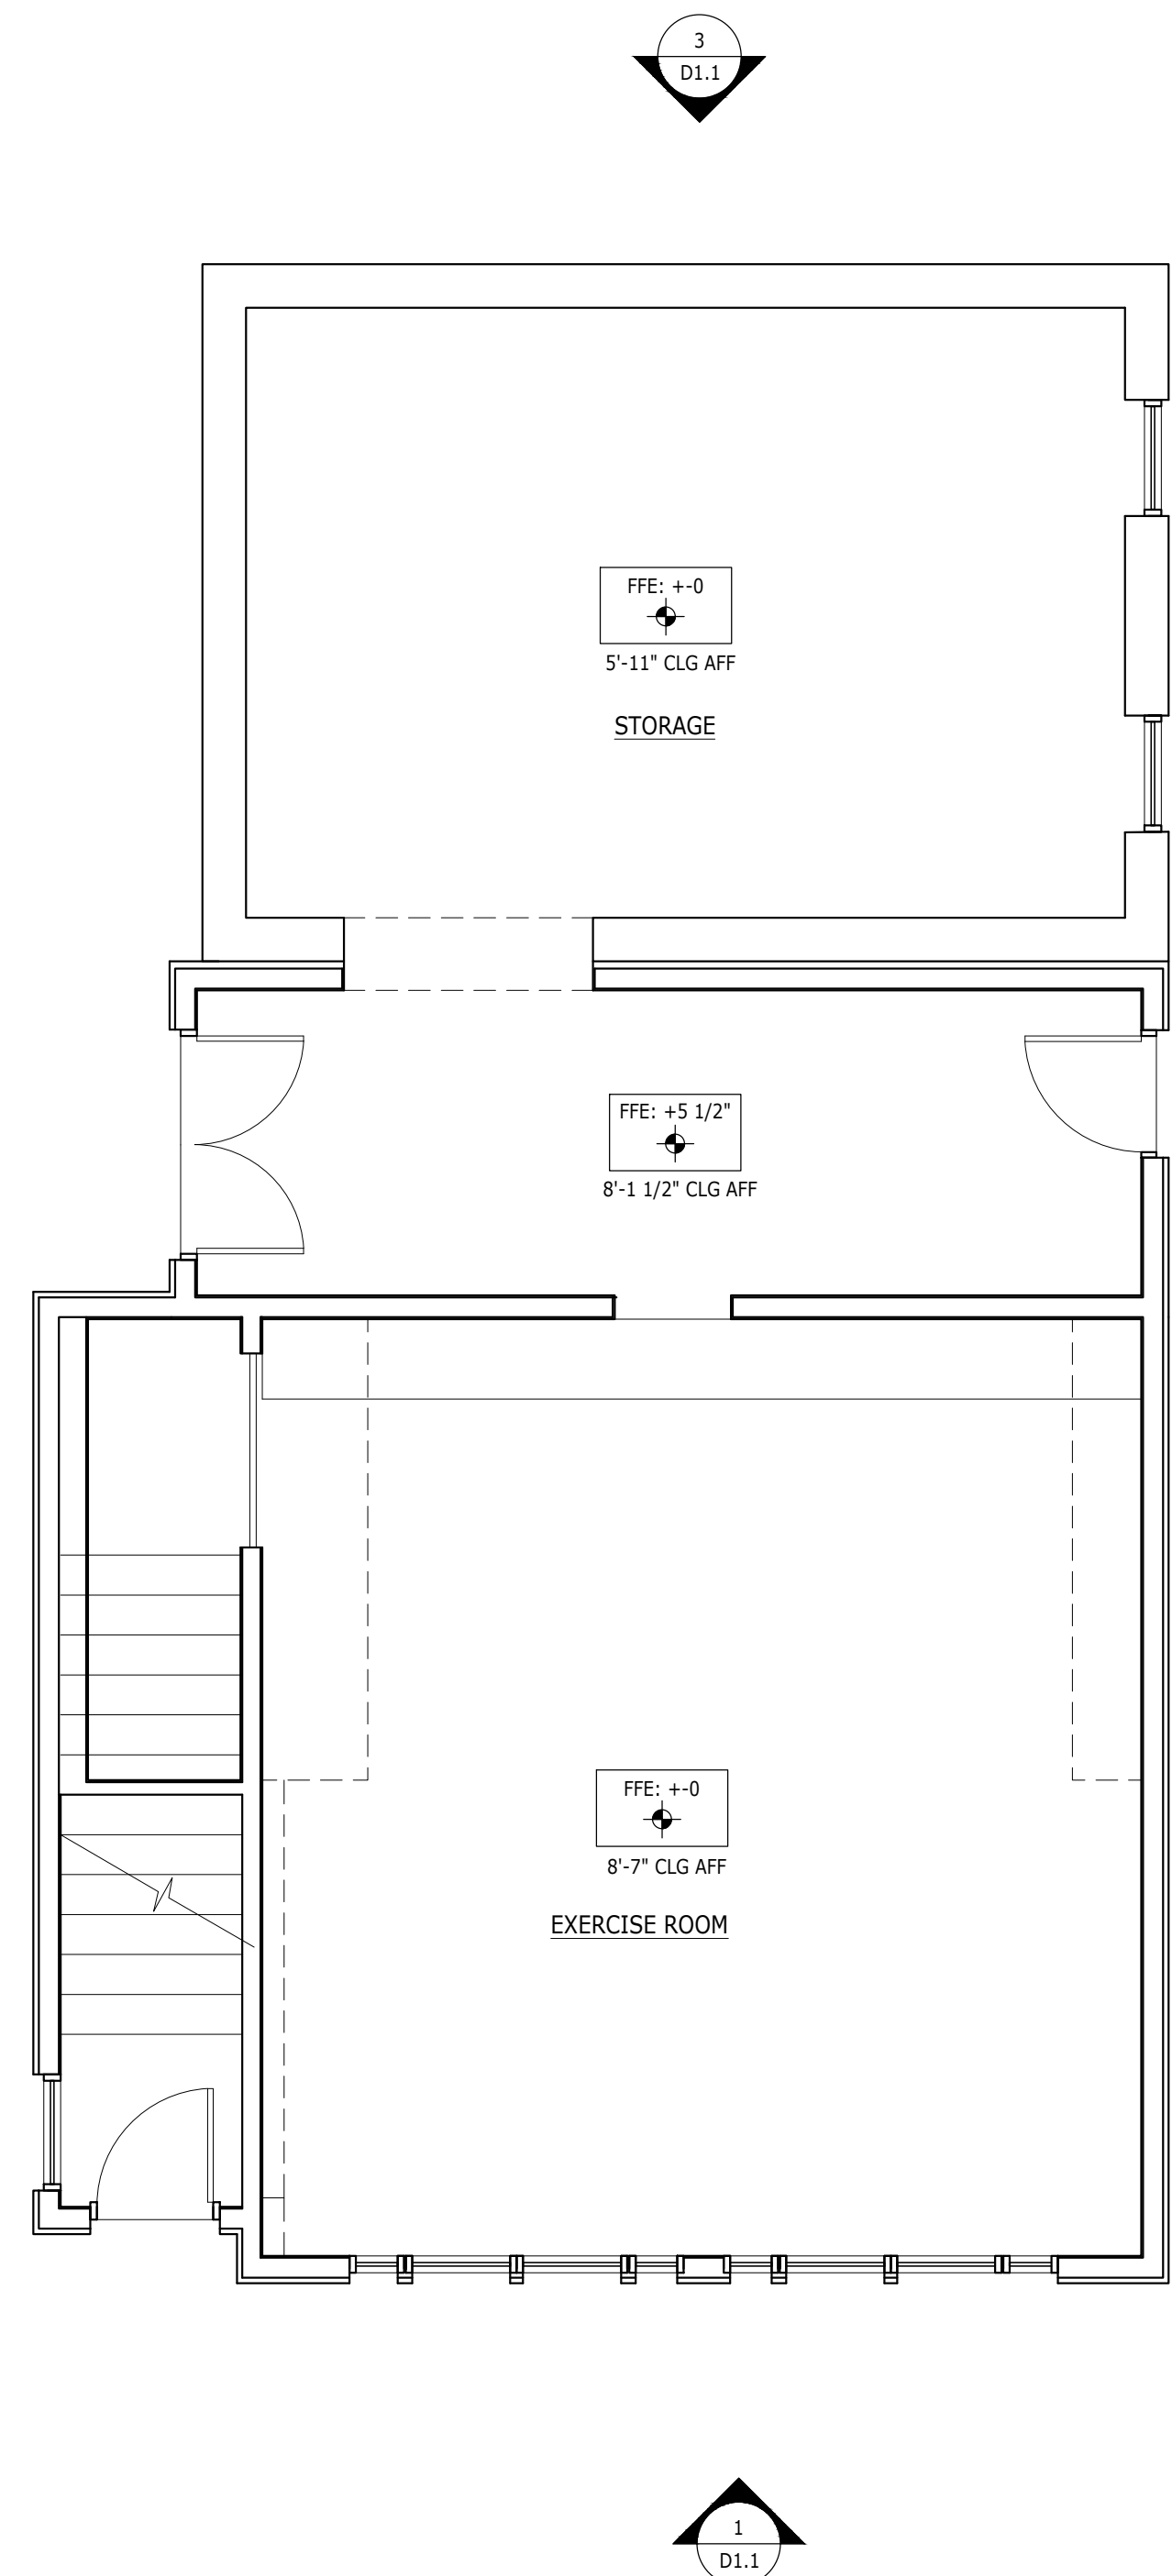 3
D1.1
FFE: +-0
5'-11" CLG AFF
STORAGE
FFE: +5 1/2"
8'-1 1/2" CLG AFF
FFE: +-0
8'-7" CLG AFF
EXERCISE ROOM
1
D1.1